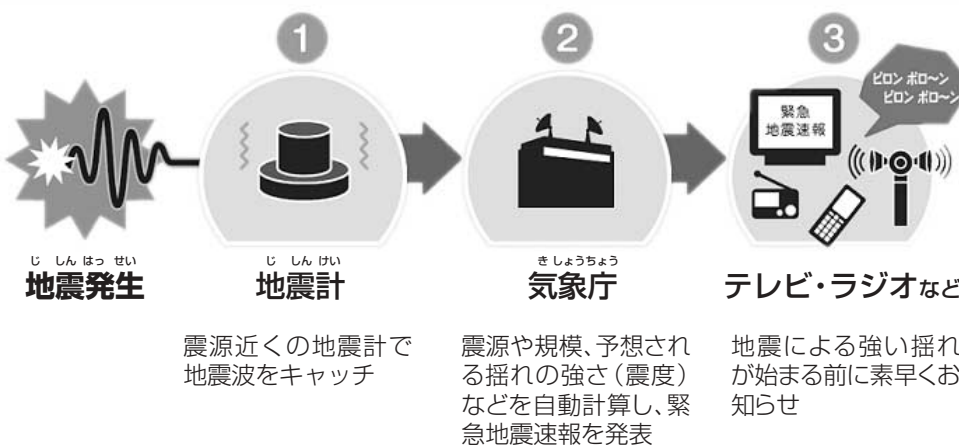 1
2
3
ピロン ポロ〜ン
ピロン ポロ〜ン
緊急
地震速報
じしんはっせい
地震発生
じしんけい
地震計
きしょうちょう
気象庁
テレビ・ラジオなど
震源近くの地震計で
地震波をキャッチ
震源や規模、予想され
る揺れの強さ（震度）
などを自動計算し、緊
急地震速報を発表
地震による強い揺れ
が始まる前に素早くお
知らせ